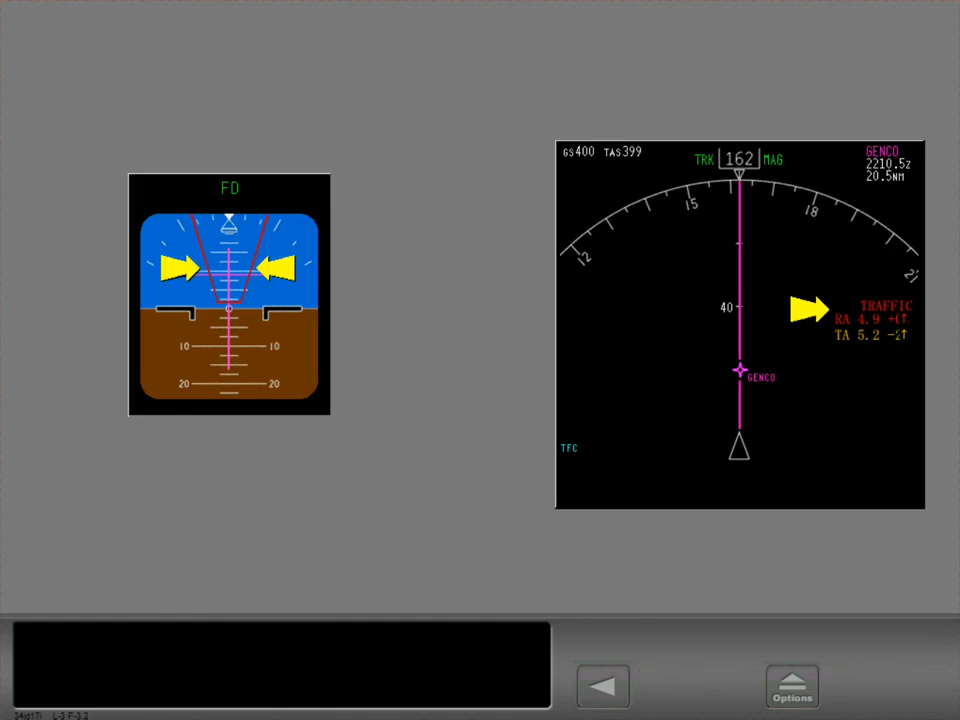 FD
10 10
20 20
GS400 TAS399
TRK 162 MAG
GENCO
2210.5z
20.5NM
12
15
18
21
40
TRAFFIC
RA 4.9
TA 5.2
GENCO
TFC
Options